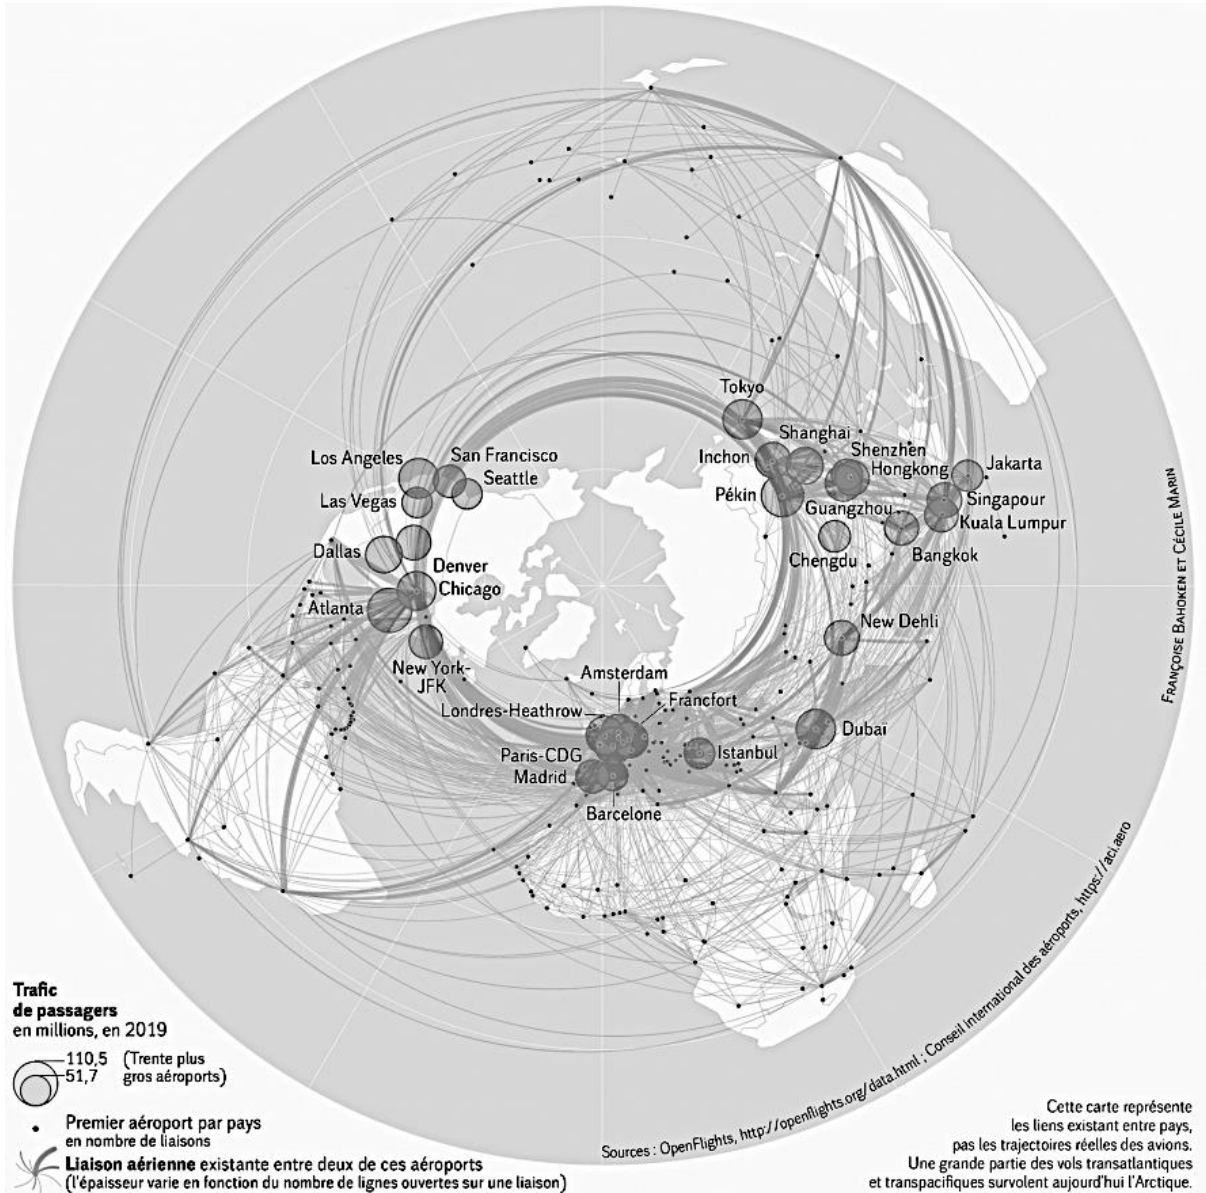 Tokyo
Shanghai
Shenzhen
Inchon
Hongkong
Jakarta
Los Angeles
San Francisco
Seattle
Las Vegas
Pékin
Guangzhou
Singapour
Kuala Lumpur
Chengdu
Bangkok
Dallas
Denver
Chicago
Atlanta
New Dehli
New York-
JFK
Amsterdam
Francfort
Londres-Heathrow
Dubaï
Paris-CDG
Istanbul
Madrid
Barcelone
FRANÇOISE BAHOKEN ET CÉCILE MARIN
Trafic
de passagers
en millions, en 2019
110,5 (Trente plus
51,7 gros aéroports)
Premier aéroport par pays
en nombre de liaisons
Liaison aérienne existante entre deux de ces aéroports
(l'épaisseur varie en fonction du nombre de lignes ouvertes sur une liaison)
Sources : OpenFlights, http://openflights.org/data.html ; Conseil international des aéroports, https://aci.aero
Cette carte représente
les liens existant entre pays,
pas les trajectoires réelles des avions.
Une grande partie des vols transatlantiques
et transpacifiques survolent aujourd'hui l'Arctique.